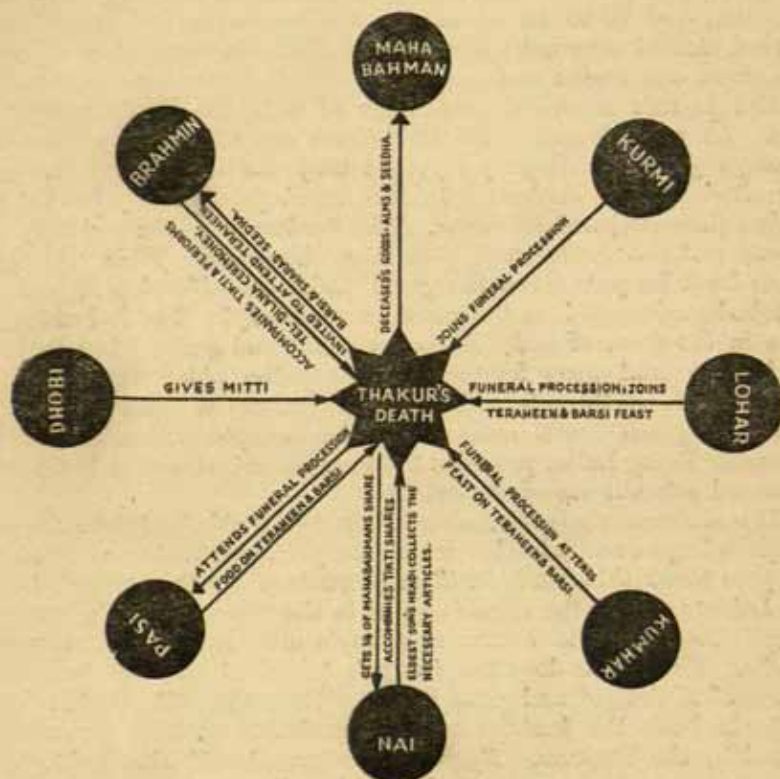 MAHA
BAHMAN
BRAHMIN
KURMI
DECEASED'S GOODS: ALMS & SEEDHA.
INVITED TO ATTEND TERAHEEN
BARSI & SHARAD: SEEDHA.
ACCOMPANIES TIKTI & PERFORMS
TEL-DILANA CEREMONEY.
JOINS FUNERAL PROCESSION
DHOBI
GIVES MITTI
THAKUR'S
DEATH
FUNERAL PROCESSION: JOINS
TERAHEEN & BARSI FEAST
LOHAR
ATTENDS FUNERAL PROCESSION
FOOD ON TERAHEEN & BARSI
GETS ¼ OF MAHABAHMANS SHARE
ACCOMPANIES TIKTI SHARES
ELDEST SON'S HEAD: COLLECTS THE
NECESSARY ARTICLES.
FUNERAL PROCESSION ATTENDS
FEAST ON TERAHEEN & BARSI.
PASI
NAI
KUMHAR